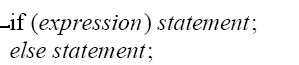 –if (expression) statement;
else statement;